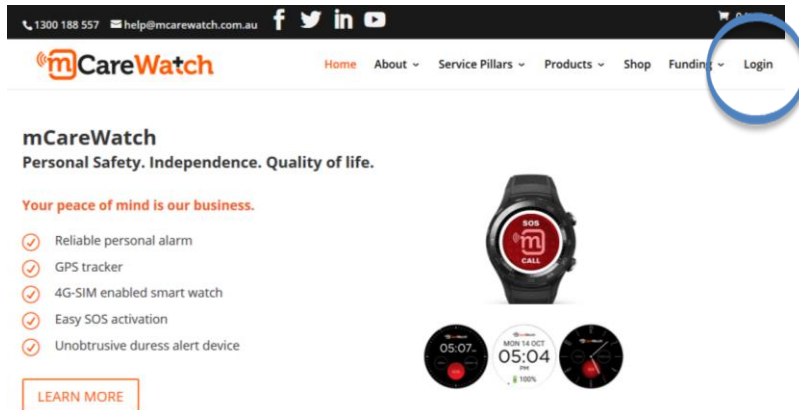 1300 188 557 help@mcarewatch.com.au
mCareWatch
Home About Service Pillars Products Shop Funding Login
mCareWatch
Personal Safety. Independence. Quality of life.
Your peace of mind is our business.
Reliable personal alarm
GPS tracker
4G-SIM enabled smart watch
Easy SOS activation
Unobtrusive duress alert device
LEARN MORE
SOS
m
CALL
05:07
MON 14 OCT
05:04
PM
100%